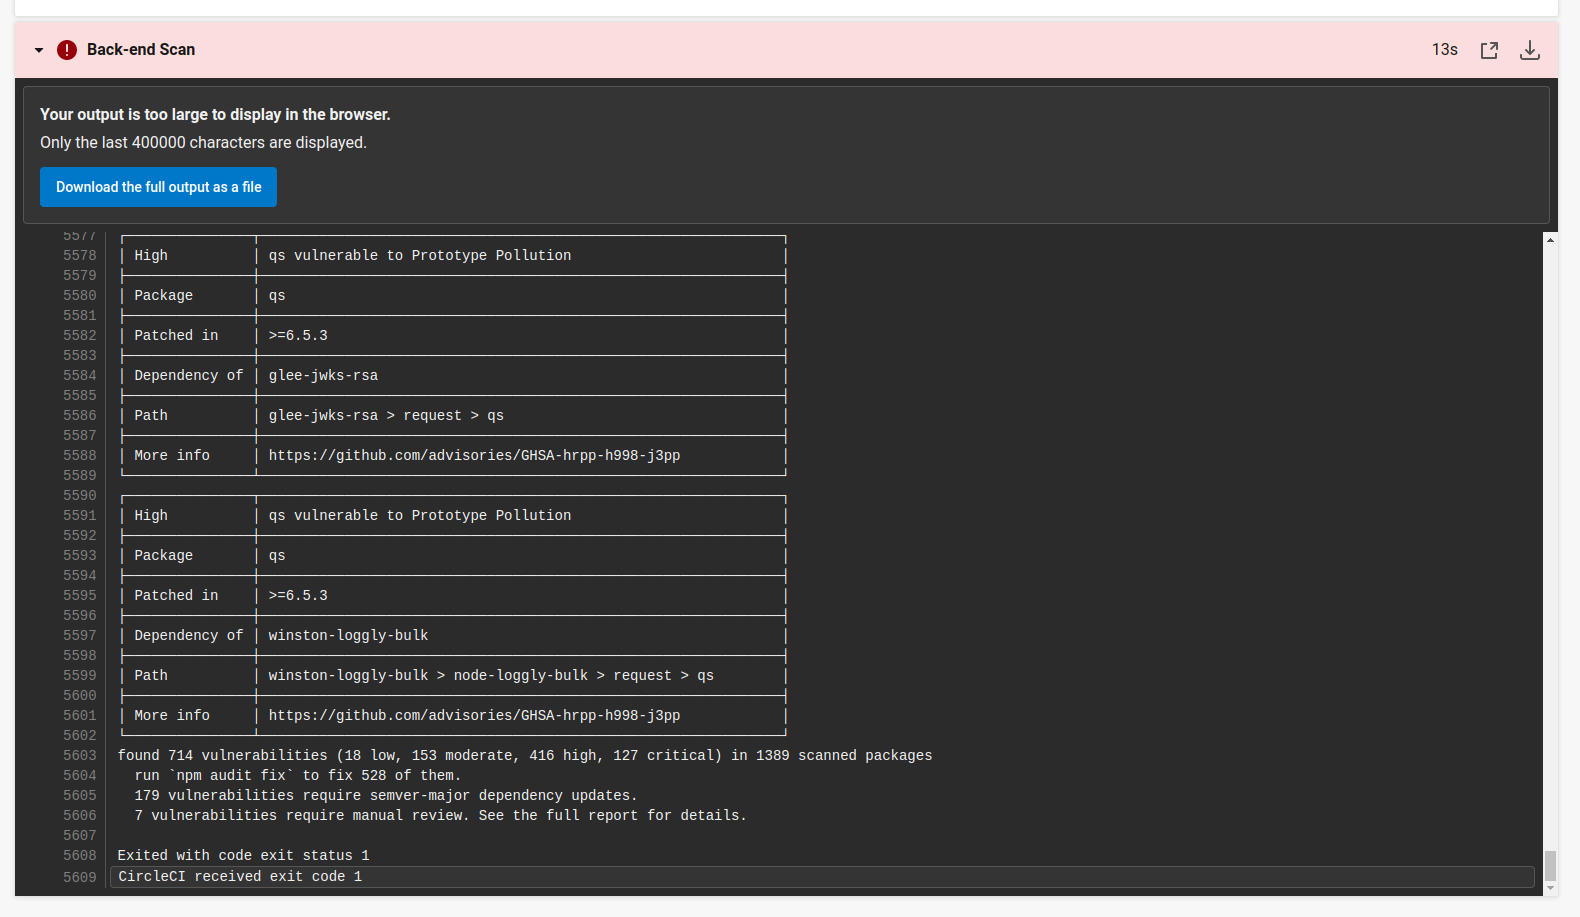 Back-end Scan 13s
Your output is too large to display in the browser.
Only the last 400000 characters are displayed.
Download the full output as a file
5577
5578 High qs vulnerable to Prototype Pollution
5579
5580 Package qs
5581
5582 Patched in >=6.5.3
5583
5584 Dependency of glee-jwks-rsa
5585
5586 Path glee-jwks-rsa > request > qs
5587
5588 More info https://github.com/advisories/GHSA-hrpp-h998-j3pp
5589
5590
5591 High qs vulnerable to Prototype Pollution
5592
5593 Package qs
5594
5595 Patched in >=6.5.3
5596
5597 Dependency of winston-loggly-bulk
5598
5599 Path winston-loggly-bulk > node-loggly-bulk > request > qs
5600
5601 More info https://github.com/advisories/GHSA-hrpp-h998-j3pp
5602
5603 found 714 vulnerabilities (18 low, 153 moderate, 416 high, 127 critical) in 1389 scanned packages
5604 run `npm audit fix` to fix 528 of them.
5605 179 vulnerabilities require semver-major dependency updates.
5606 7 vulnerabilities require manual review. See the full report for details.
5607
5608 Exited with code exit status 1
5609 CircleCI received exit code 1